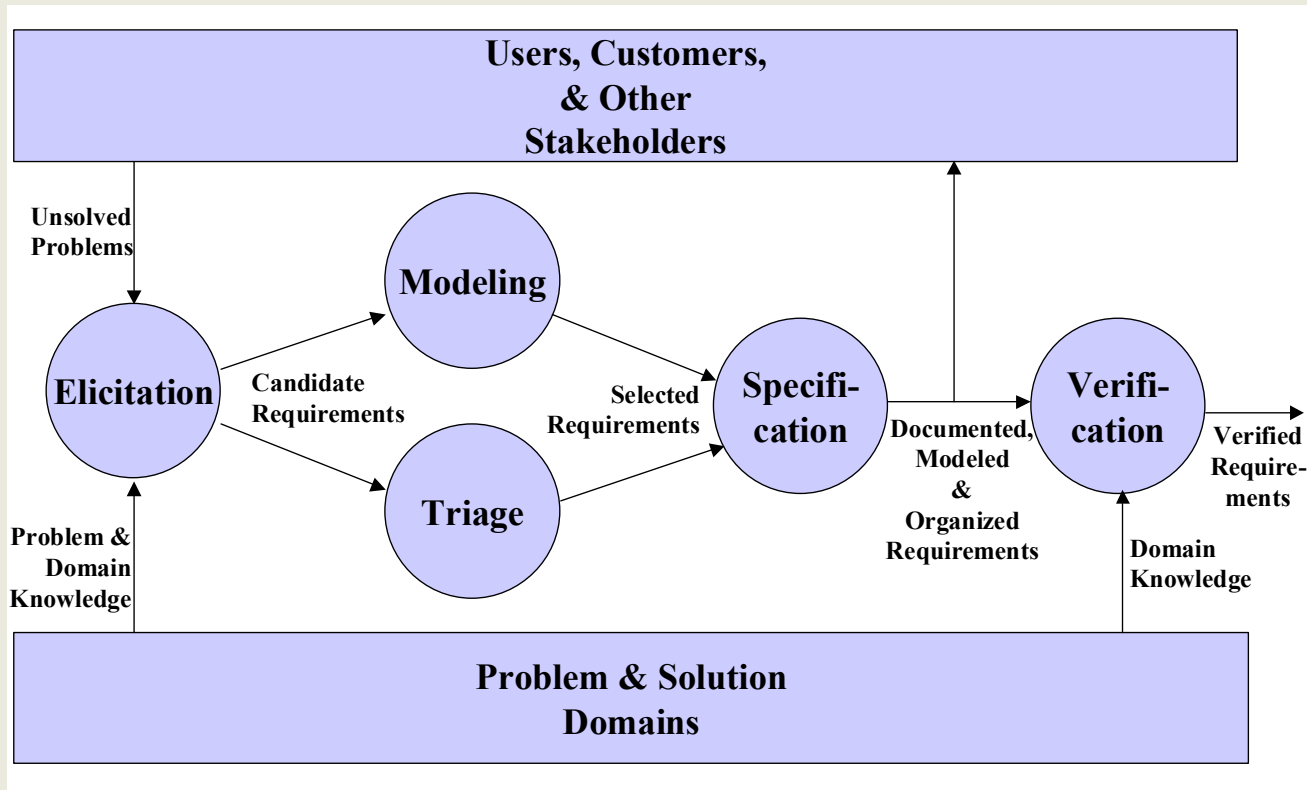 Users, Customers,
& Other
Stakeholders
Unsolved
Problems
Modeling
Elicitation
Candidate
Requirements
Selected
Requirements
Specifi-
cation
Verifi-
cation
Documented,
Modeled
&
Organized
Requirements
Verified
Require-
ments
Triage
Problem &
Domain
Knowledge
Domain
Knowledge
Problem & Solution
Domains